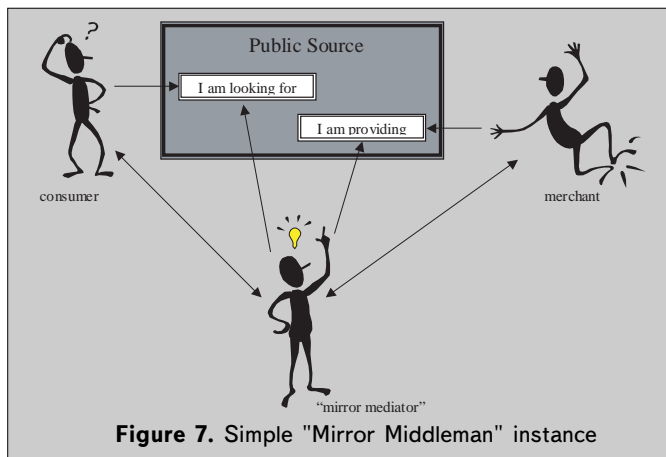 ?
Public Source
I am looking for
I am providing
consumer
merchant
“mirror mediator”
Figure 7. Simple "Mirror Middleman" instance